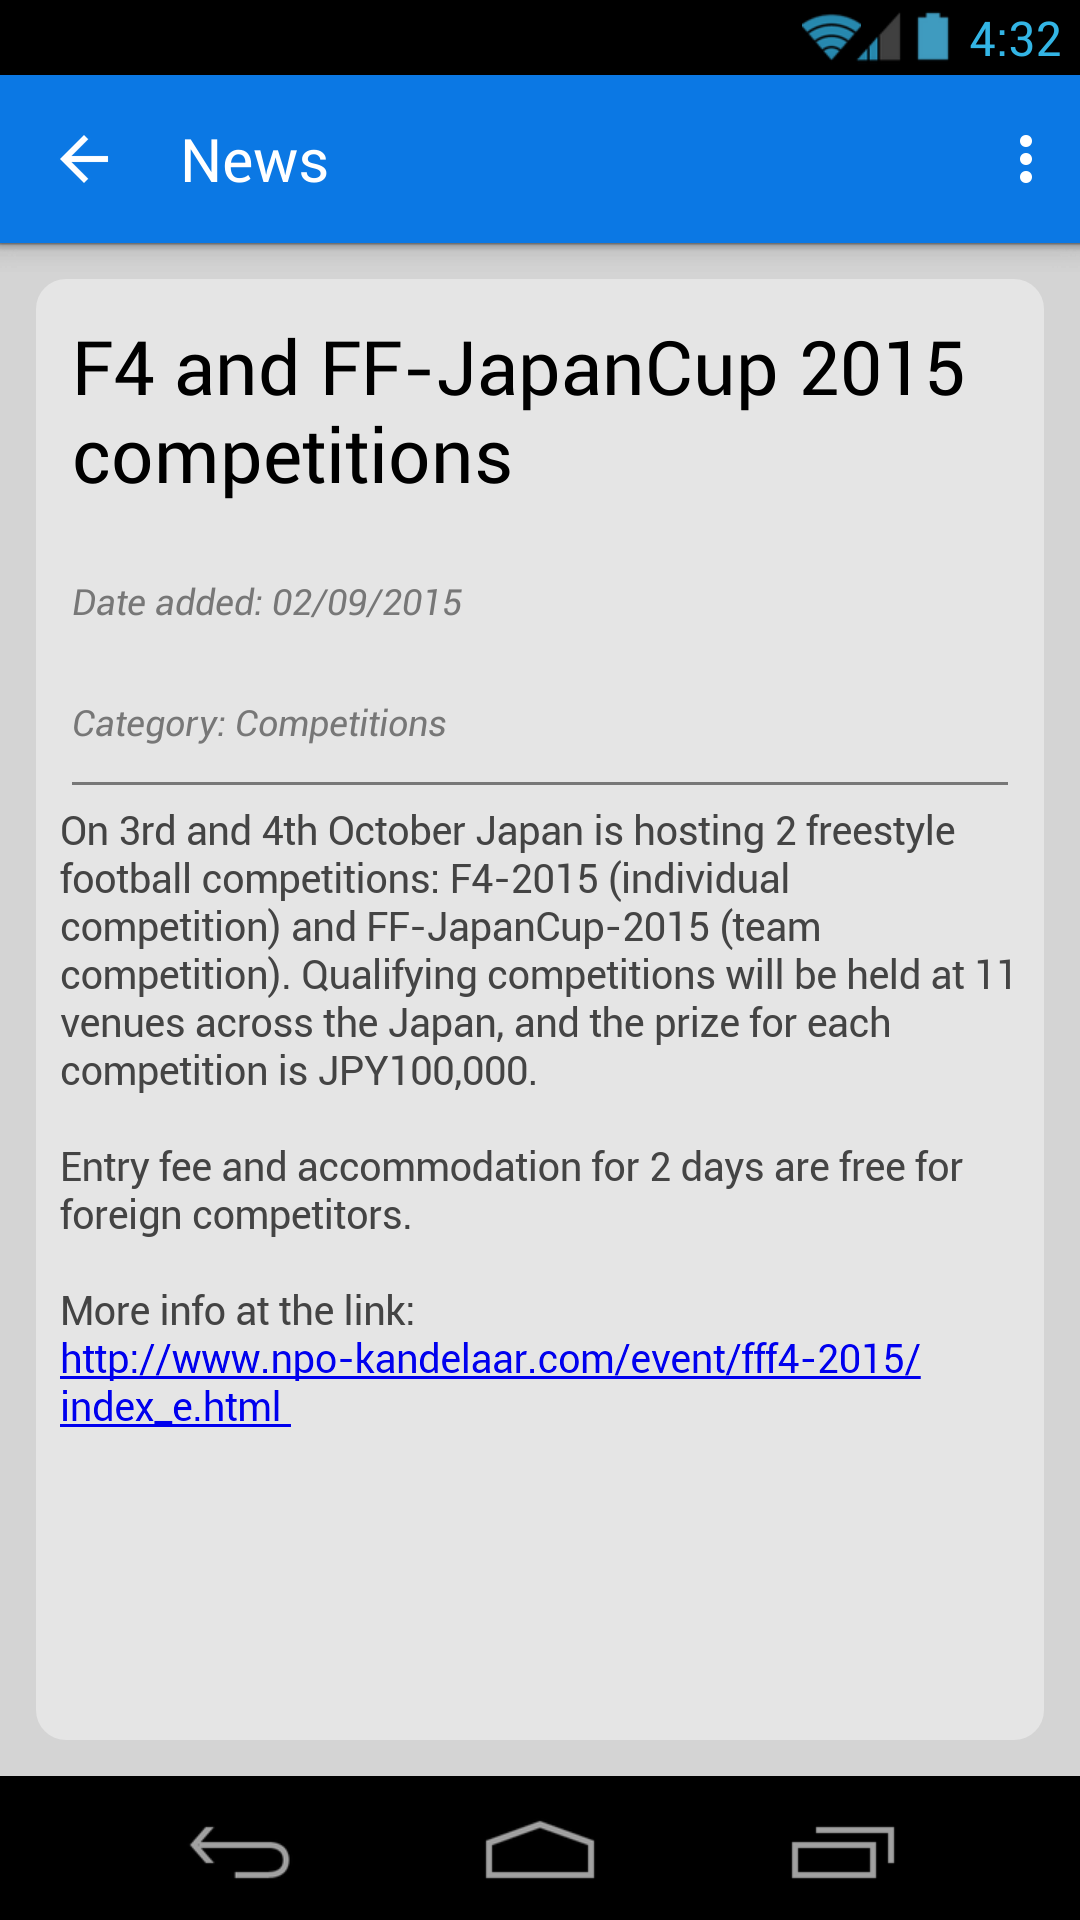 4:32
News
F4 and FF-JapanCup 2015
competitions
Date added: 02/09/2015
Category: Competitions
On 3rd and 4th October Japan is hosting 2 freestyle
football competitions: F4-2015 (individual
competition) and FF-JapanCup-2015 (team
competition). Qualifying competitions will be held at 11
venues across the Japan, and the prize for each
competition is JPY100,000.
Entry fee and accommodation for 2 days are free for
foreign competitors.
More info at the link:
http://www.npo-kandelaar.com/event/fff4-2015/
index_e.html